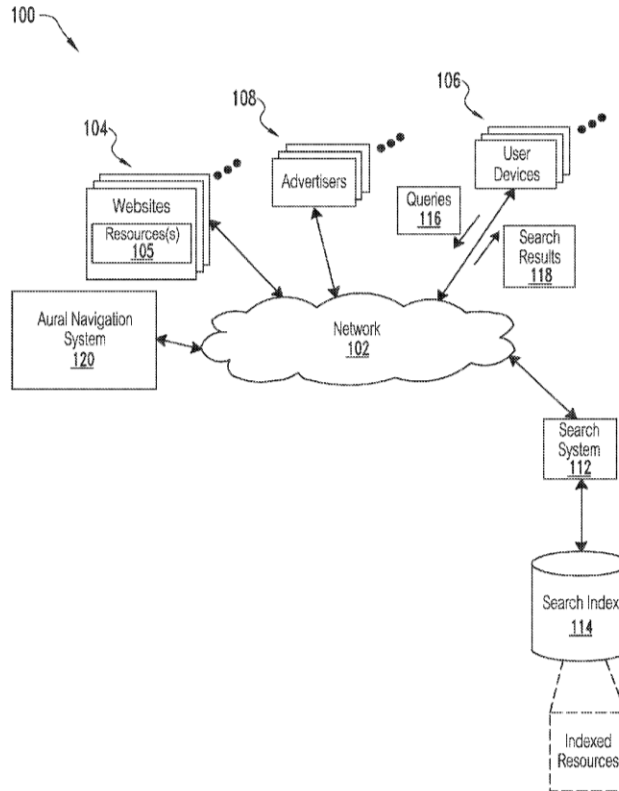 100
104
108
106
Websites
Resources(s)
105
Advertisers
User
Devices
Queries
116
Search
Results
118
Aural Navigation
System
120
Network
102
Search
System
112
Search Index
114
Indexed
Resources